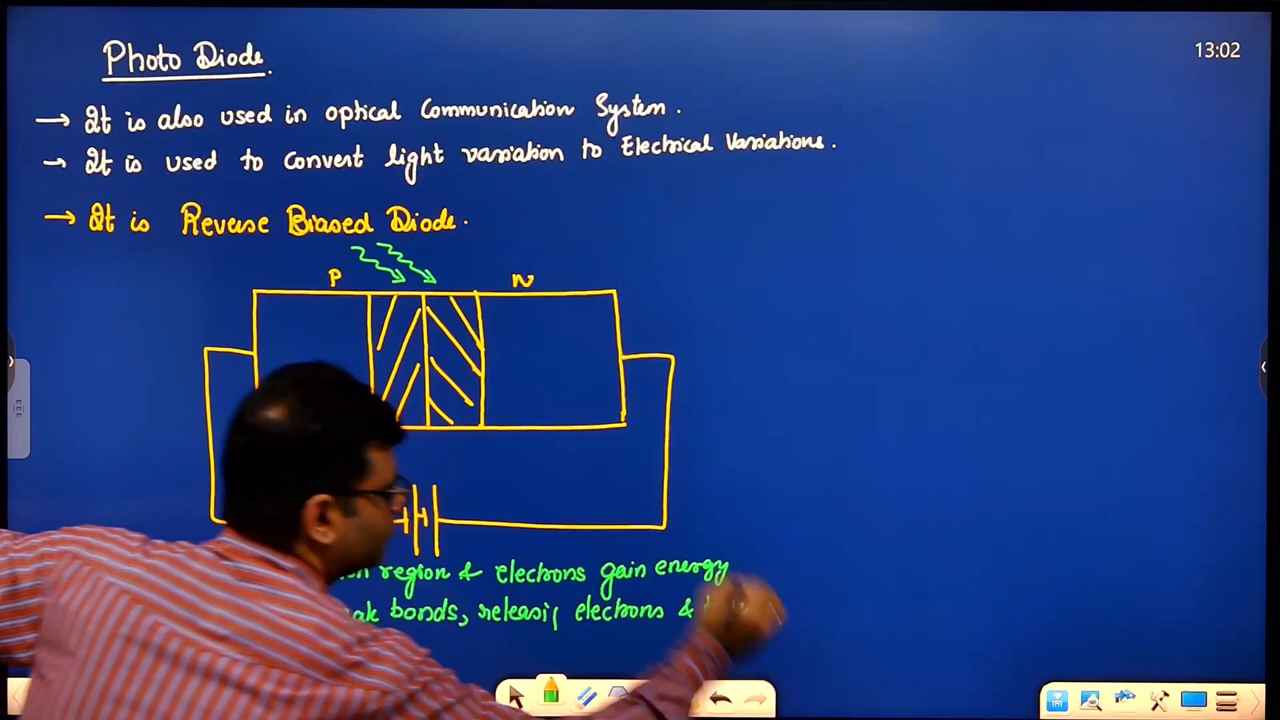 Photo Diode.
13:02
→ It is also used in optical Communication System.
→ It is used to convert light variation to Electrical Variations.
→ It is Reverse Biased Diode.
P N
region & electrons gain energy
bonds, releasi, electrons &